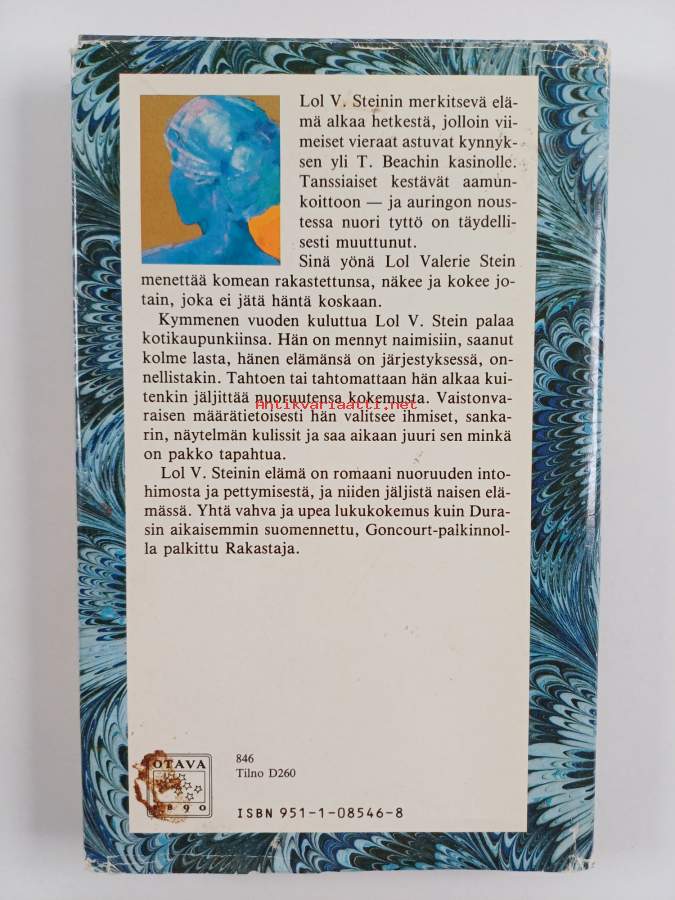 Lol V. Steinin merkitsevä elä-
mä alkaa hetkestä, jolloin vii-
meiset vieraat astuvat kynnyk-
sen yli T. Beachin kasinolle.
Tanssiaiset kestävät aamun-
koittoon — ja auringon nous-
tessa nuori tyttö on täydelli-
sesti muuttunut.
Sinä yönä Lol Valerie Stein
menettää komean rakastettunsa, näkee ja kokee jo-
tain, joka ei jätä häntä koskaan.
Kymmenen vuoden kuluttua Lol V. Stein palaa
kotikaupunkiinsa. Hän on mennyt naimisiin, saanut
kolme lasta, hänen elämänsä on järjestyksessä, on-
nellistakin. Tahtoen tai tahtomattaan hän alkaa kui-
tenkin jäljittää nuoruutensa kokemusta. Vaistonva-
Antikvariaatti.net
raisen määrätietoisesti hän valitsee ihmiset, sanka-
rin, näytelmän kulissit ja saa aikaan juuri sen minkä
on pakko tapahtua.
Lol V. Steinin elämä on romaani nuoruuden into-
himosta ja pettymisestä, ja niiden jäljistä naisen elä-
mässä. Yhtä vahva ja upea lukukokemus kuin Dura-
sin aikaisemmin suomennettu, Goncourt-palkinnol-
la palkittu Rakastaja.
OTAVA
1890
846
Tilno D260
ISBN 951-1-08546-8